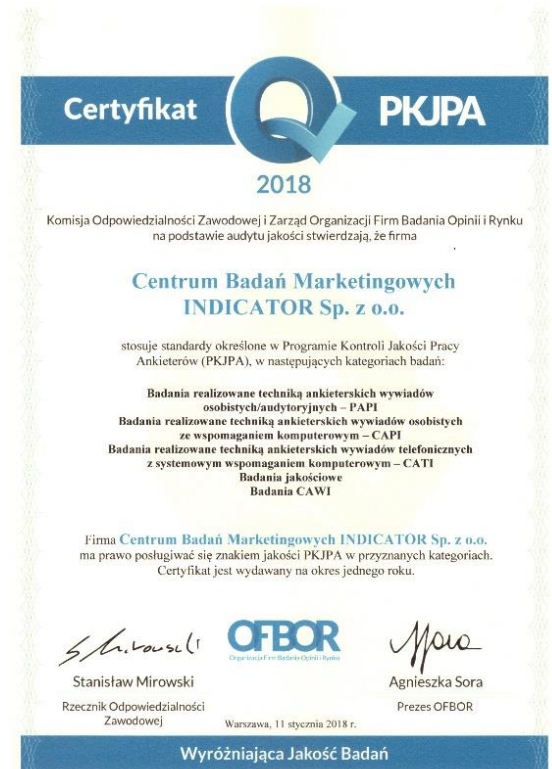 Certyfikat PKJPA
2018
Komisja Odpowiedzialności Zawodowej i Zarząd Organizacji Firm Badania Opinii i Rynku
na podstawie audytu jakości stwierdzają, że firma
Centrum Badań Marketingowych
INDICATOR Sp. z o.o.
stosuje standardy określone w Programie Kontroli Jakości Pracy
Ankieterów (PKJPA), w następujących kategoriach badań:
Badania realizowane techniką ankieterskich wywiadów
osobistych/audytoryjnych – PAPI
Badania realizowane techniką ankieterskich wywiadów osobistych
ze wspomaganiem komputerowym – CAPI
Badania realizowane techniką ankieterskich wywiadów telefonicznych
z systemowym wspomaganiem komputerowym – CATI
Badania jakościowe
Badania CAWI
Firma Centrum Badań Marketingowych INDICATOR Sp. z o.o.
ma prawo posługiwać się znakiem jakości PKJPA w przyznanych kategoriach.
Certyfikat jest wydawany na okres jednego roku.
S Mirowski
OFBOR
Organizacja Firm Badania Opinii i Rynku
Stanisław Mirowski
Rzecznik Odpowiedzialności
Zawodowej
Agnieszka Sora
Prezes OFBOR
Warszawa, 11 stycznia 2018 r.
Wyróżniająca Jakość Badań